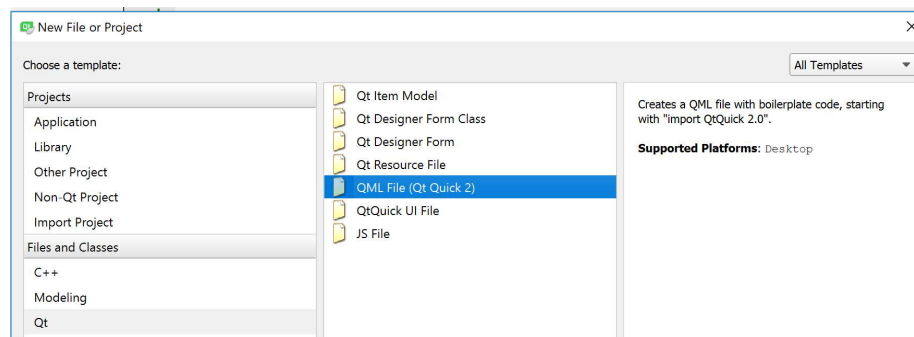 New File or Project
Choose a template:
All Templates
Projects
Application
Library
Other Project
Non-Qt Project
Import Project
Files and Classes
C++
Modeling
Qt
Qt Item Model
Qt Designer Form Class
Qt Designer Form
Qt Resource File
QML File (Qt Quick 2)
QtQuick UI File
JS File
Creates a QML file with boilerplate code, starting
with "import QtQuick 2.0".
Supported Platforms: Desktop